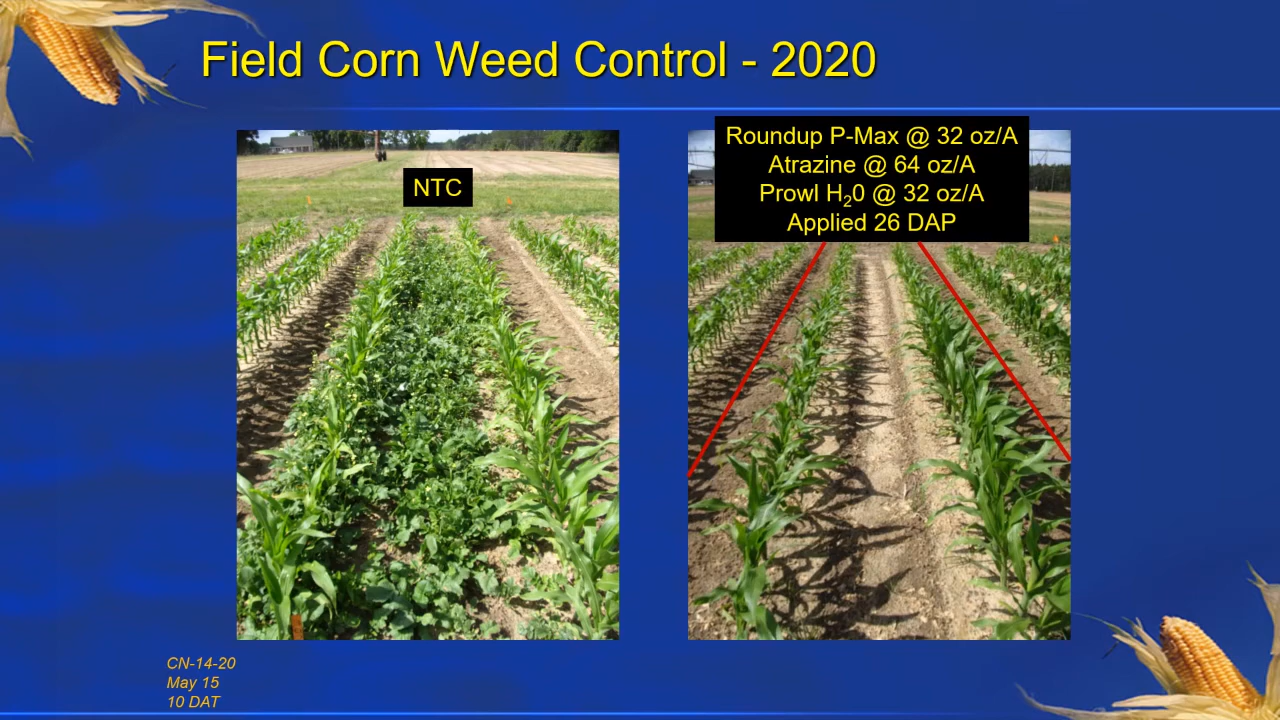 Field Corn Weed Control - 2020
NTC
Roundup P-Max @ 32 oz/A
Atrazine @ 64 oz/A
Prowl H₂0 @ 32 oz/A
Applied 26 DAP
CN-14-20
May 15
10 DAT